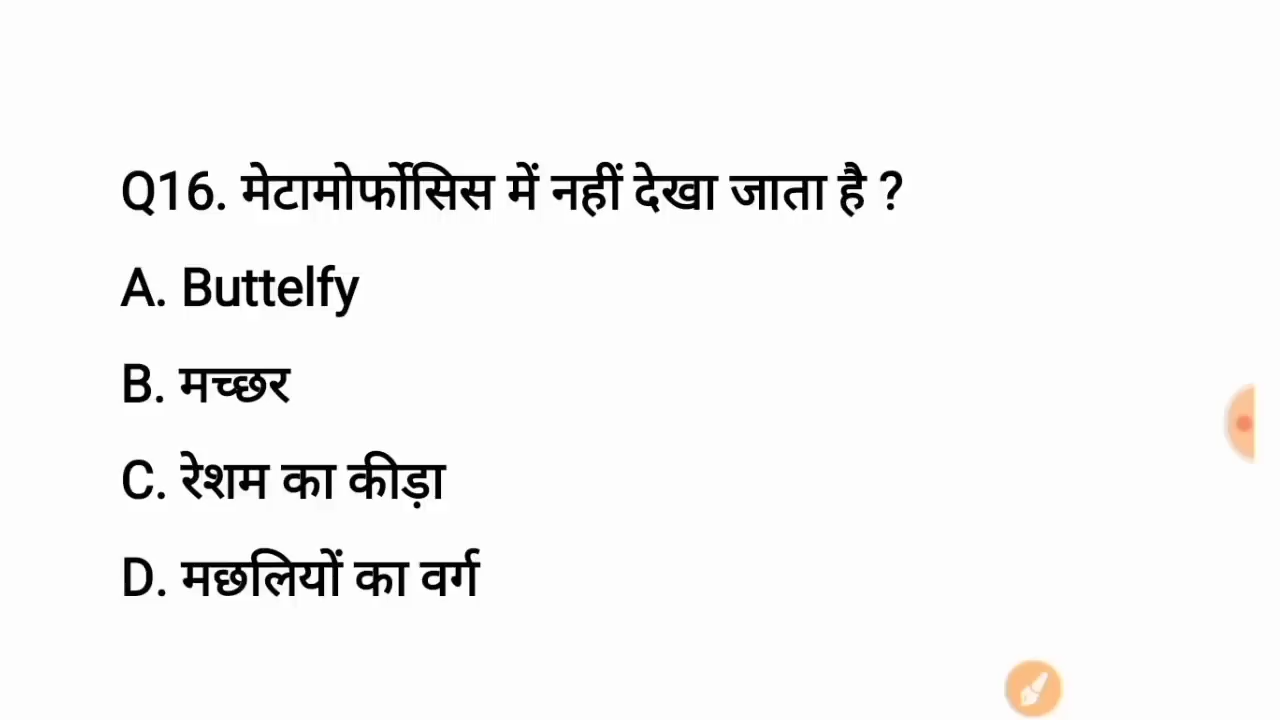 Q16. मेटामोर्फोसिस में नहीं देखा जाता है ?
A. Buttelfy
B. मच्छर
C. रेशम का कीड़ा
D. मछलियों का वर्ग